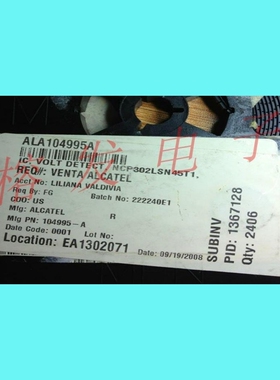 ALA104995A
IC VOLT DETECT NCP302LSN45T1.
REQ#: VENTA ALCATEL
Acct No: LILIANA VALDIVIA
Req By: FG
Batch No: 222240E1
COO: US
Mfg: ALCATEL
R
Mfg PN: 104995-A
Date Code: 0001 Lot No:
Location: EA1302071
Date: 09/19/2008
SUBINV
PID: 1367128
Qty: 2406
电子